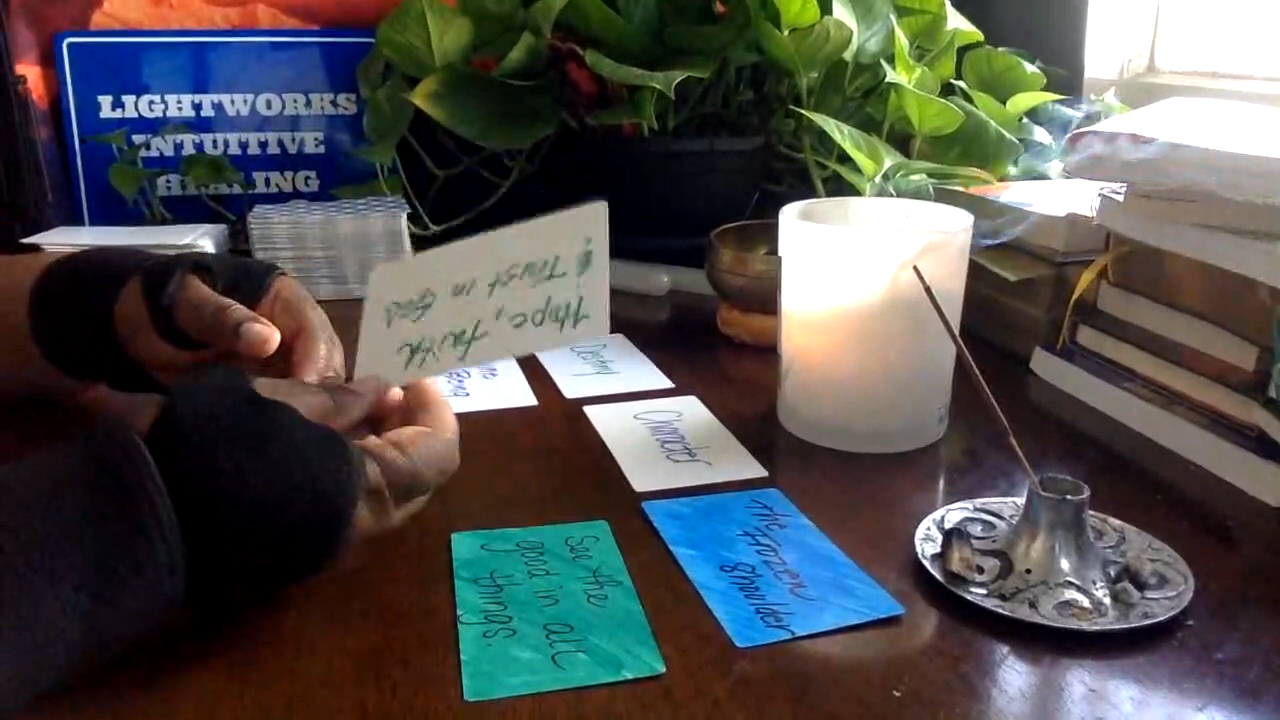 LIGHTWORKS
INTUITIVE
HEALING
Hope, faith
& Trust in God
Being
Destiny
Character
the frozen
shoulder
See the
good in all
things.